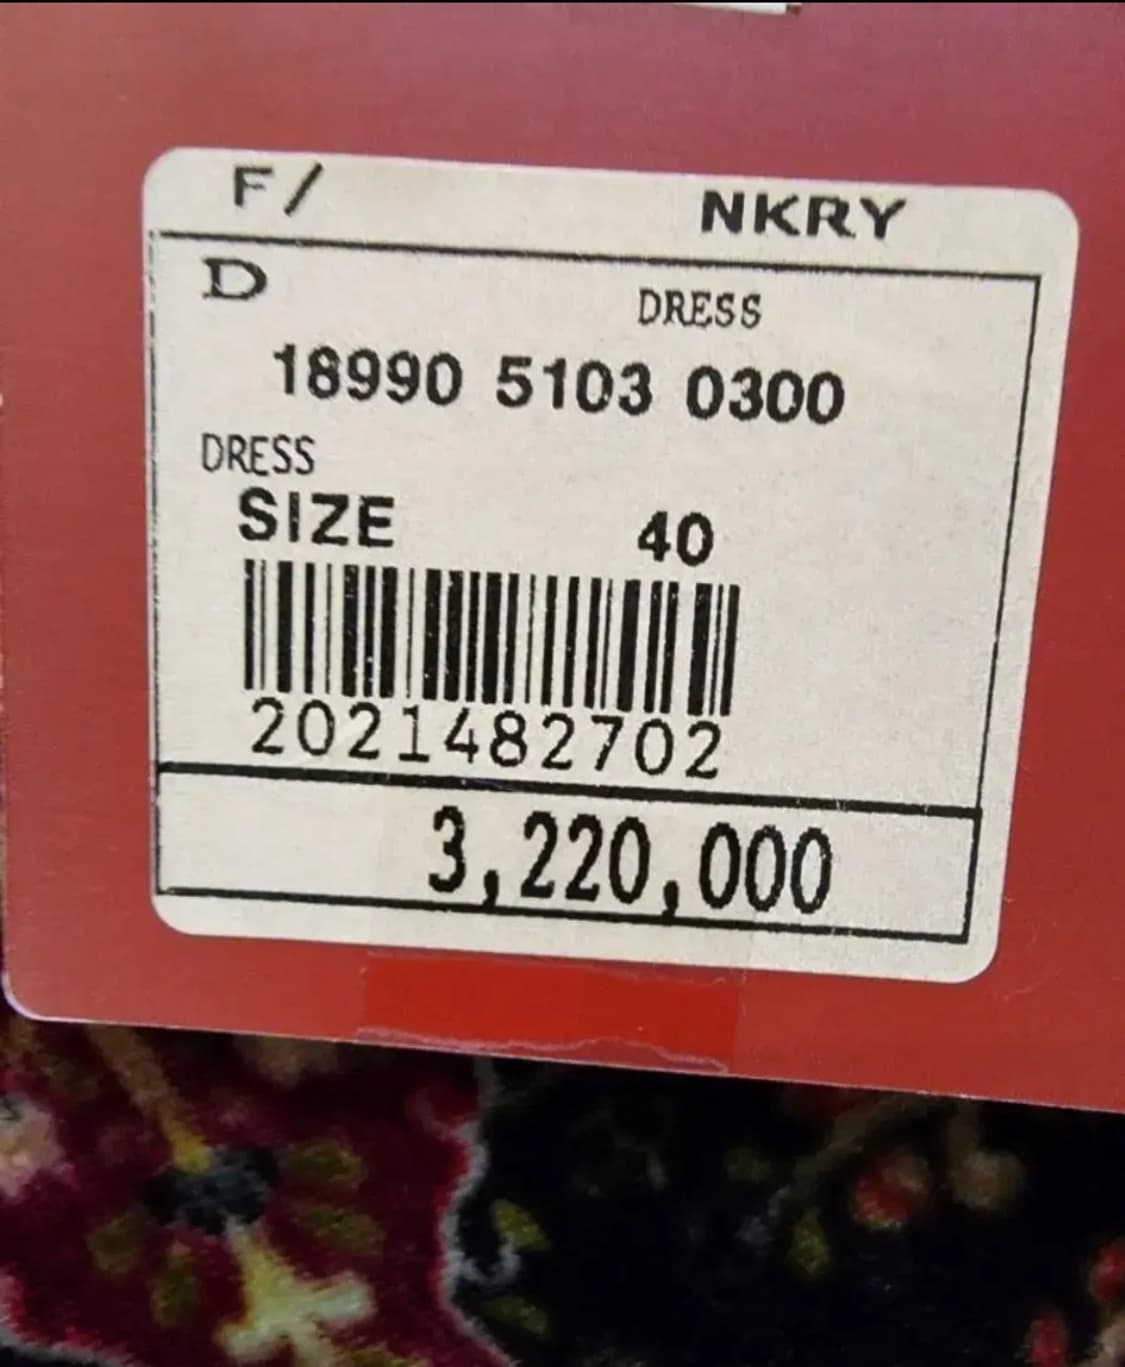 F/ NKRY
D DRESS
18990 5103 0300
DRESS
SIZE 40
2021482702
3,220,000